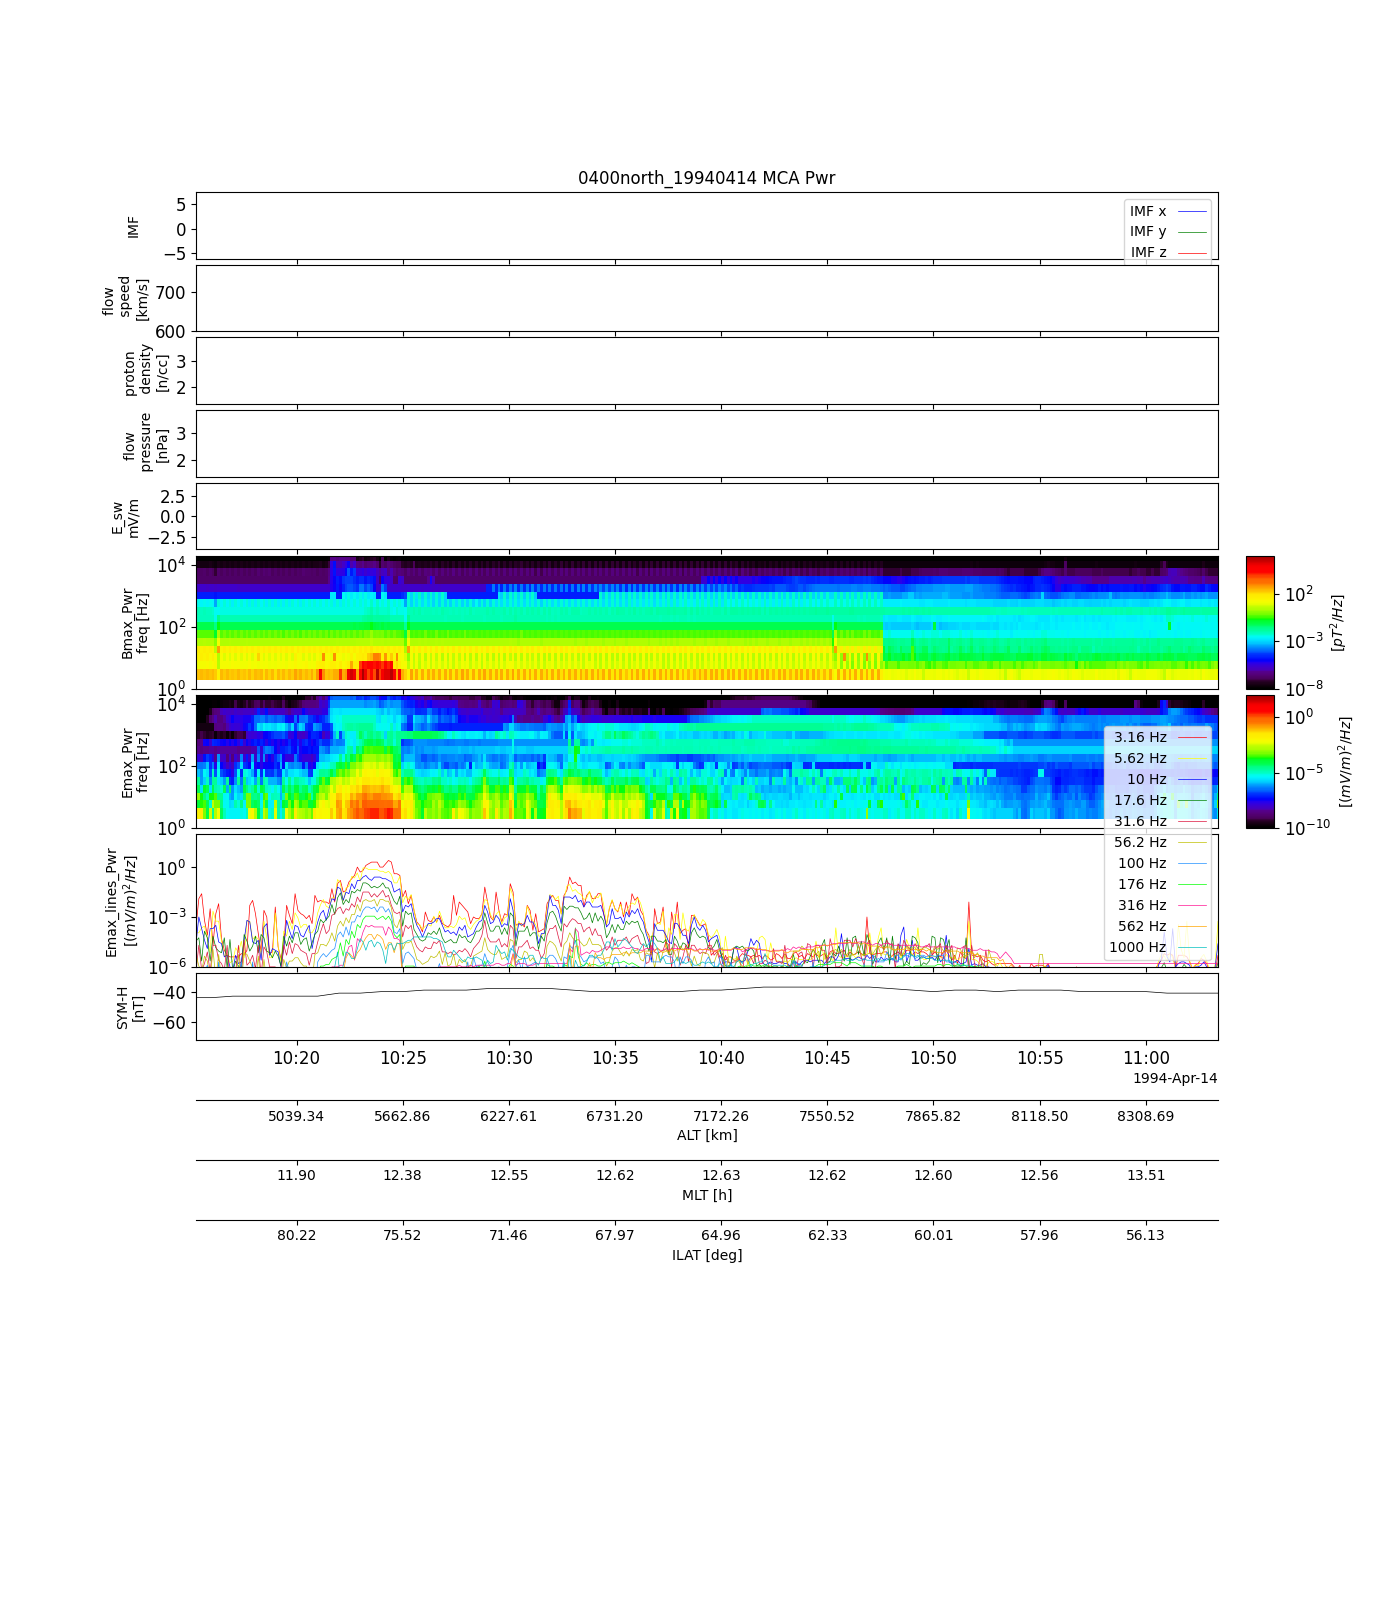 0400north_19940414 MCA Pwr
IMF
5
0
−5
IMF x
IMF y
IMF z
flow
speed
[km/s]
700
600
proton
density
[n/cc]
3
2
flow
pressure
[nPa]
3
2
E_sw
mV/m
2.5
0.0
−2.5
Bmax_Pwr
freq [Hz]
10^4
10^2
10^0
10^2
10^−3
10^−8
[pT^2/Hz]
Emax_Pwr
freq [Hz]
10^4
10^2
10^0
10^0
10^−5
10^−10
[(mV/m)^2/Hz]
3.16 Hz
5.62 Hz
10 Hz
17.6 Hz
31.6 Hz
56.2 Hz
100 Hz
176 Hz
316 Hz
562 Hz
1000 Hz
Emax_lines_Pwr
[(mV/m)^2/Hz]
10^0
10^−3
10^−6
SYM-H
[nT]
−40
−60
10:20 10:25 10:30 10:35 10:40 10:45 10:50 10:55 11:00
1994-Apr-14
5039.34 5662.86 6227.61 6731.20 7172.26 7550.52 7865.82 8118.50 8308.69
ALT [km]
11.90 12.38 12.55 12.62 12.63 12.62 12.60 12.56 13.51
MLT [h]
80.22 75.52 71.46 67.97 64.96 62.33 60.01 57.96 56.13
ILAT [deg]